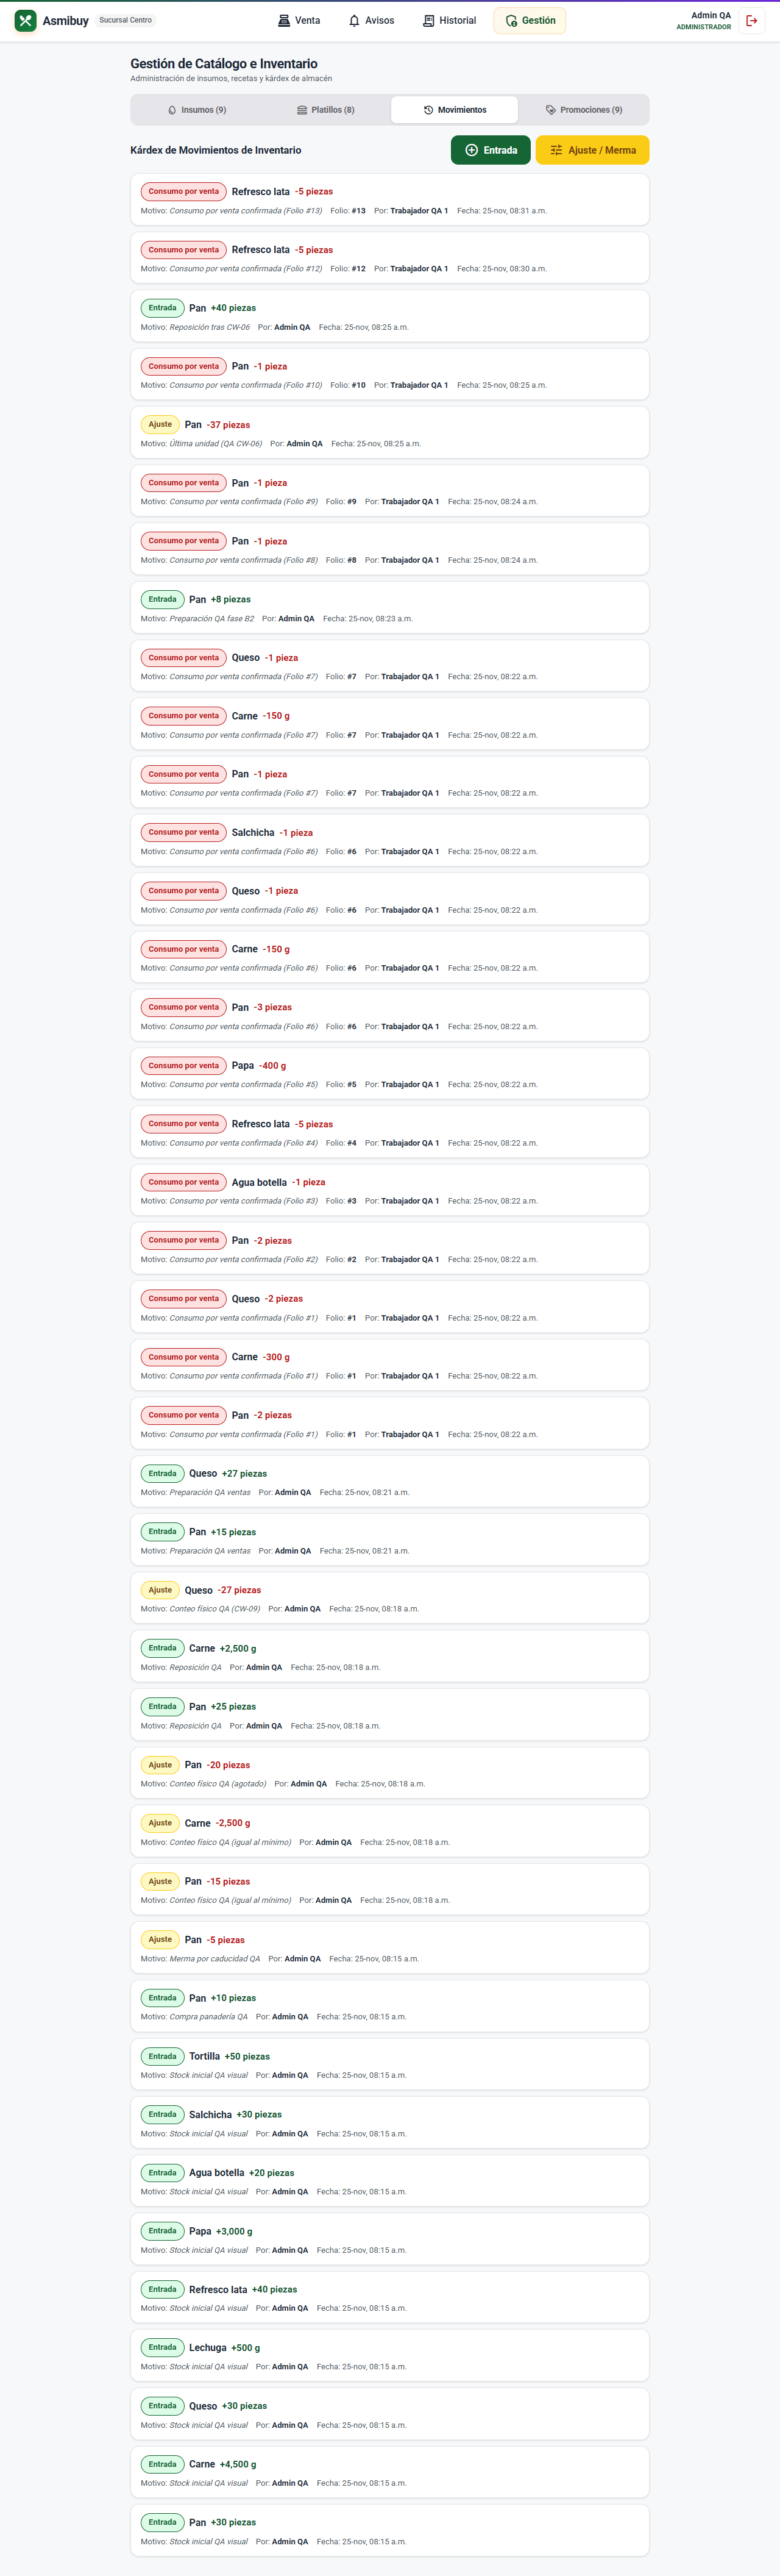 Asmibuy Sucursal Centro Venta Avisos Historial Gestión Admin QA
ADMINISTRADOR
Gestión de Catálogo e Inventario
Administración de insumos, recetas y kárdex de almacén
Insumos (9) Platillos (8) Movimientos Promociones (9)
Kárdex de Movimientos de Inventario Entrada Ajuste / Merma
Consumo por venta Refresco lata -5 piezas
Motivo: Consumo por venta confirmada (Folio #13) Folio: #13 Por: Trabajador QA 1 Fecha: 25-nov, 08:31 a.m.
Consumo por venta Refresco lata -5 piezas
Motivo: Consumo por venta confirmada (Folio #12) Folio: #12 Por: Trabajador QA 1 Fecha: 25-nov, 08:30 a.m.
Entrada Pan +40 piezas
Motivo: Reposición tras CW-06 Por: Admin QA Fecha: 25-nov, 08:25 a.m.
Consumo por venta Pan -1 pieza
Motivo: Consumo por venta confirmada (Folio #10) Folio: #10 Por: Trabajador QA 1 Fecha: 25-nov, 08:25 a.m.
Ajuste Pan -37 piezas
Motivo: Última unidad (QA CW-06) Por: Admin QA Fecha: 25-nov, 08:25 a.m.
Consumo por venta Pan -1 pieza
Motivo: Consumo por venta confirmada (Folio #9) Folio: #9 Por: Trabajador QA 1 Fecha: 25-nov, 08:24 a.m.
Consumo por venta Pan -1 pieza
Motivo: Consumo por venta confirmada (Folio #8) Folio: #8 Por: Trabajador QA 1 Fecha: 25-nov, 08:24 a.m.
Entrada Pan +8 piezas
Motivo: Preparación QA fase B2 Por: Admin QA Fecha: 25-nov, 08:23 a.m.
Consumo por venta Queso -1 pieza
Motivo: Consumo por venta confirmada (Folio #7) Folio: #7 Por: Trabajador QA 1 Fecha: 25-nov, 08:22 a.m.
Consumo por venta Carne -150 g
Motivo: Consumo por venta confirmada (Folio #7) Folio: #7 Por: Trabajador QA 1 Fecha: 25-nov, 08:22 a.m.
Consumo por venta Pan -1 pieza
Motivo: Consumo por venta confirmada (Folio #7) Folio: #7 Por: Trabajador QA 1 Fecha: 25-nov, 08:22 a.m.
Consumo por venta Salchicha -1 pieza
Motivo: Consumo por venta confirmada (Folio #6) Folio: #6 Por: Trabajador QA 1 Fecha: 25-nov, 08:22 a.m.
Consumo por venta Queso -1 pieza
Motivo: Consumo por venta confirmada (Folio #6) Folio: #6 Por: Trabajador QA 1 Fecha: 25-nov, 08:22 a.m.
Consumo por venta Carne -150 g
Motivo: Consumo por venta confirmada (Folio #6) Folio: #6 Por: Trabajador QA 1 Fecha: 25-nov, 08:22 a.m.
Consumo por venta Pan -3 piezas
Motivo: Consumo por venta confirmada (Folio #6) Folio: #6 Por: Trabajador QA 1 Fecha: 25-nov, 08:22 a.m.
Consumo por venta Papa -400 g
Motivo: Consumo por venta confirmada (Folio #5) Folio: #5 Por: Trabajador QA 1 Fecha: 25-nov, 08:22 a.m.
Consumo por venta Refresco lata -5 piezas
Motivo: Consumo por venta confirmada (Folio #4) Folio: #4 Por: Trabajador QA 1 Fecha: 25-nov, 08:22 a.m.
Consumo por venta Agua botella -1 pieza
Motivo: Consumo por venta confirmada (Folio #3) Folio: #3 Por: Trabajador QA 1 Fecha: 25-nov, 08:22 a.m.
Consumo por venta Pan -2 piezas
Motivo: Consumo por venta confirmada (Folio #2) Folio: #2 Por: Trabajador QA 1 Fecha: 25-nov, 08:22 a.m.
Consumo por venta Queso -2 piezas
Motivo: Consumo por venta confirmada (Folio #1) Folio: #1 Por: Trabajador QA 1 Fecha: 25-nov, 08:22 a.m.
Consumo por venta Carne -300 g
Motivo: Consumo por venta confirmada (Folio #1) Folio: #1 Por: Trabajador QA 1 Fecha: 25-nov, 08:22 a.m.
Consumo por venta Pan -2 piezas
Motivo: Consumo por venta confirmada (Folio #1) Folio: #1 Por: Trabajador QA 1 Fecha: 25-nov, 08:22 a.m.
Entrada Queso +27 piezas
Motivo: Preparación QA ventas Por: Admin QA Fecha: 25-nov, 08:21 a.m.
Entrada Pan +15 piezas
Motivo: Preparación QA ventas Por: Admin QA Fecha: 25-nov, 08:21 a.m.
Ajuste Queso -27 piezas
Motivo: Conteo físico QA (CW-09) Por: Admin QA Fecha: 25-nov, 08:18 a.m.
Entrada Carne +2,500 g
Motivo: Reposición QA Por: Admin QA Fecha: 25-nov, 08:18 a.m.
Entrada Pan +25 piezas
Motivo: Reposición QA Por: Admin QA Fecha: 25-nov, 08:18 a.m.
Ajuste Pan -20 piezas
Motivo: Conteo físico QA (agotado) Por: Admin QA Fecha: 25-nov, 08:18 a.m.
Ajuste Carne -2,500 g
Motivo: Conteo físico QA (igual al mínimo) Por: Admin QA Fecha: 25-nov, 08:18 a.m.
Ajuste Pan -15 piezas
Motivo: Conteo físico QA (igual al mínimo) Por: Admin QA Fecha: 25-nov, 08:18 a.m.
Ajuste Pan -5 piezas
Motivo: Merma por caducidad QA Por: Admin QA Fecha: 25-nov, 08:15 a.m.
Entrada Pan +10 piezas
Motivo: Compra panadería QA Por: Admin QA Fecha: 25-nov, 08:15 a.m.
Entrada Tortilla +50 piezas
Motivo: Stock inicial QA visual Por: Admin QA Fecha: 25-nov, 08:15 a.m.
Entrada Salchicha +30 piezas
Motivo: Stock inicial QA visual Por: Admin QA Fecha: 25-nov, 08:15 a.m.
Entrada Agua botella +20 piezas
Motivo: Stock inicial QA visual Por: Admin QA Fecha: 25-nov, 08:15 a.m.
Entrada Papa +3,000 g
Motivo: Stock inicial QA visual Por: Admin QA Fecha: 25-nov, 08:15 a.m.
Entrada Refresco lata +40 piezas
Motivo: Stock inicial QA visual Por: Admin QA Fecha: 25-nov, 08:15 a.m.
Entrada Lechuga +500 g
Motivo: Stock inicial QA visual Por: Admin QA Fecha: 25-nov, 08:15 a.m.
Entrada Queso +30 piezas
Motivo: Stock inicial QA visual Por: Admin QA Fecha: 25-nov, 08:15 a.m.
Entrada Carne +4,500 g
Motivo: Stock inicial QA visual Por: Admin QA Fecha: 25-nov, 08:15 a.m.
Entrada Pan +30 piezas
Motivo: Stock inicial QA visual Por: Admin QA Fecha: 25-nov, 08:15 a.m.